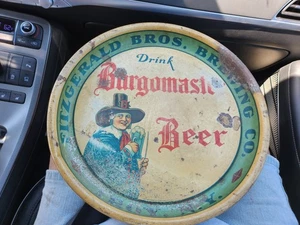 FITZGERALD BROS. BREWING CO.
Drink
Burgomaster
Beer